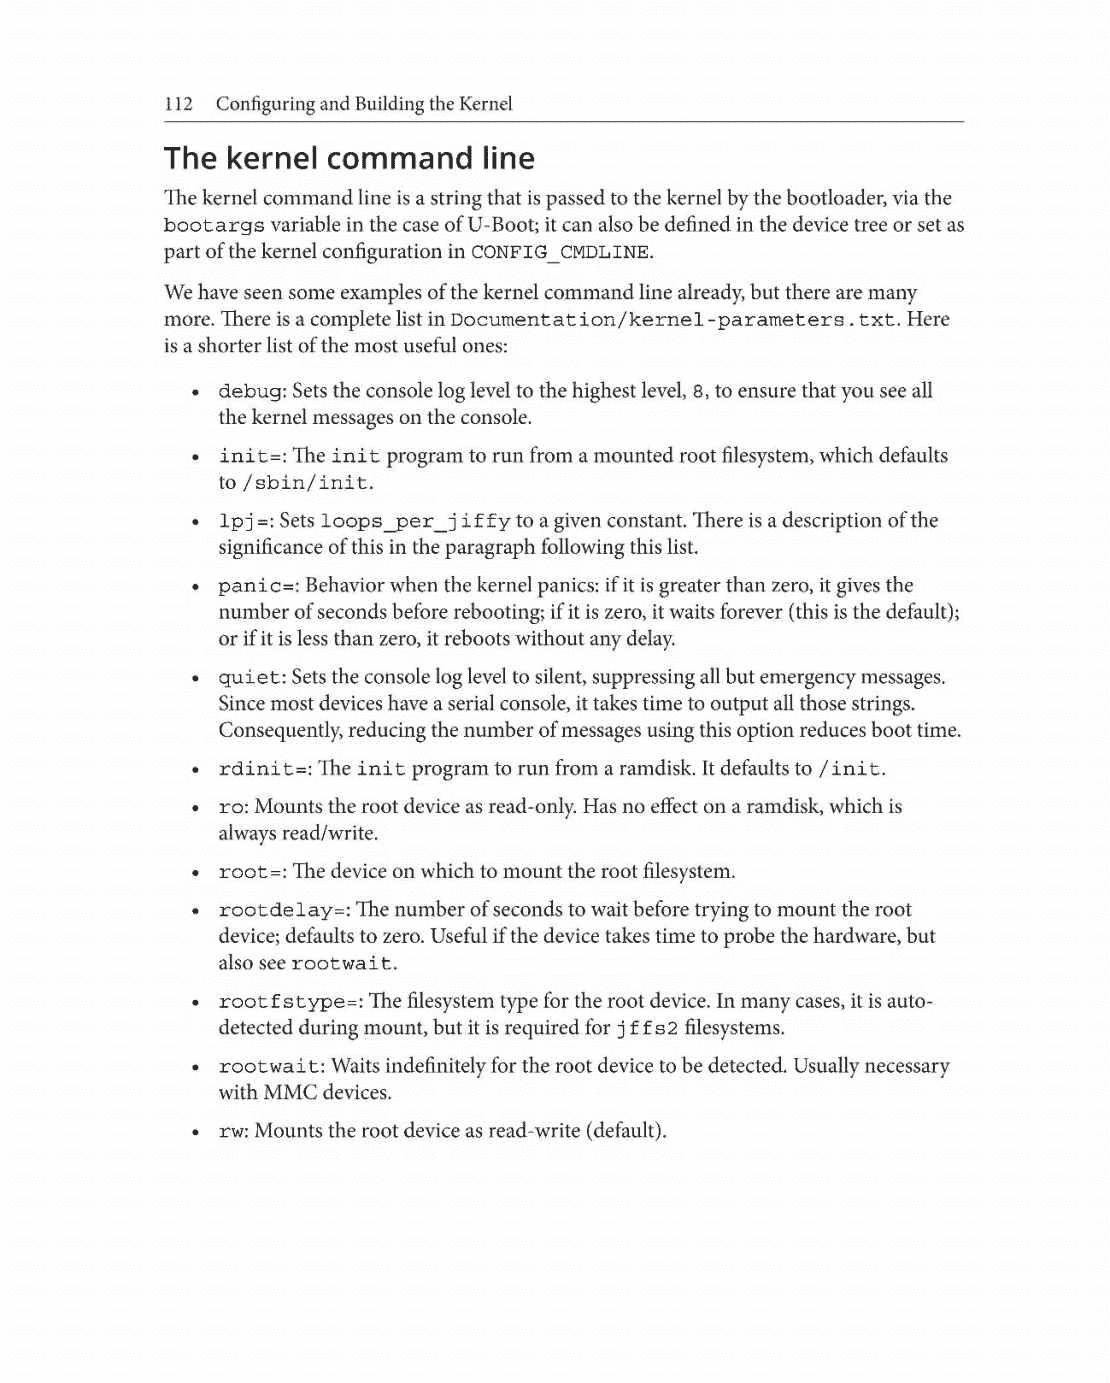 112 Configuring and Building the Kernel
The kernel command line
The kernel command line is a string that is passed to the kernel by the bootloader, via the
bootargs variable in the case of U-Boot; it can also be defined in the device tree or set as
part of the kernel configuration in CONFIG_CMDLINE.
We have seen some examples of the kernel command line already, but there are many
more. There is a complete list in Documentation/kernel-parameters.txt. Here
is a shorter list of the most useful ones:
• debug: Sets the console log level to the highest level, 8, to ensure that you see all
the kernel messages on the console.
• init=: The init program to run from a mounted root filesystem, which defaults
to /sbin/init.
• lpj=: Sets loops_per_jiffy to a given constant. There is a description of the
significance of this in the paragraph following this list.
• panic=: Behavior when the kernel panics: if it is greater than zero, it gives the
number of seconds before rebooting; if it is zero, it waits forever (this is the default);
or if it is less than zero, it reboots without any delay.
• quiet: Sets the console log level to silent, suppressing all but emergency messages.
Since most devices have a serial console, it takes time to output all those strings.
Consequently, reducing the number of messages using this option reduces boot time.
• rdinit=: The init program to run from a ramdisk. It defaults to /init.
• ro: Mounts the root device as read-only. Has no effect on a ramdisk, which is
always read/write.
• root=: The device on which to mount the root filesystem.
• rootdelay=: The number of seconds to wait before trying to mount the root
device; defaults to zero. Useful if the device takes time to probe the hardware, but
also see rootwait.
• rootfstype=: The filesystem type for the root device. In many cases, it is auto-
detected during mount, but it is required for jffs2 filesystems.
• rootwait: Waits indefinitely for the root device to be detected. Usually necessary
with MMC devices.
• rw: Mounts the root device as read-write (default).